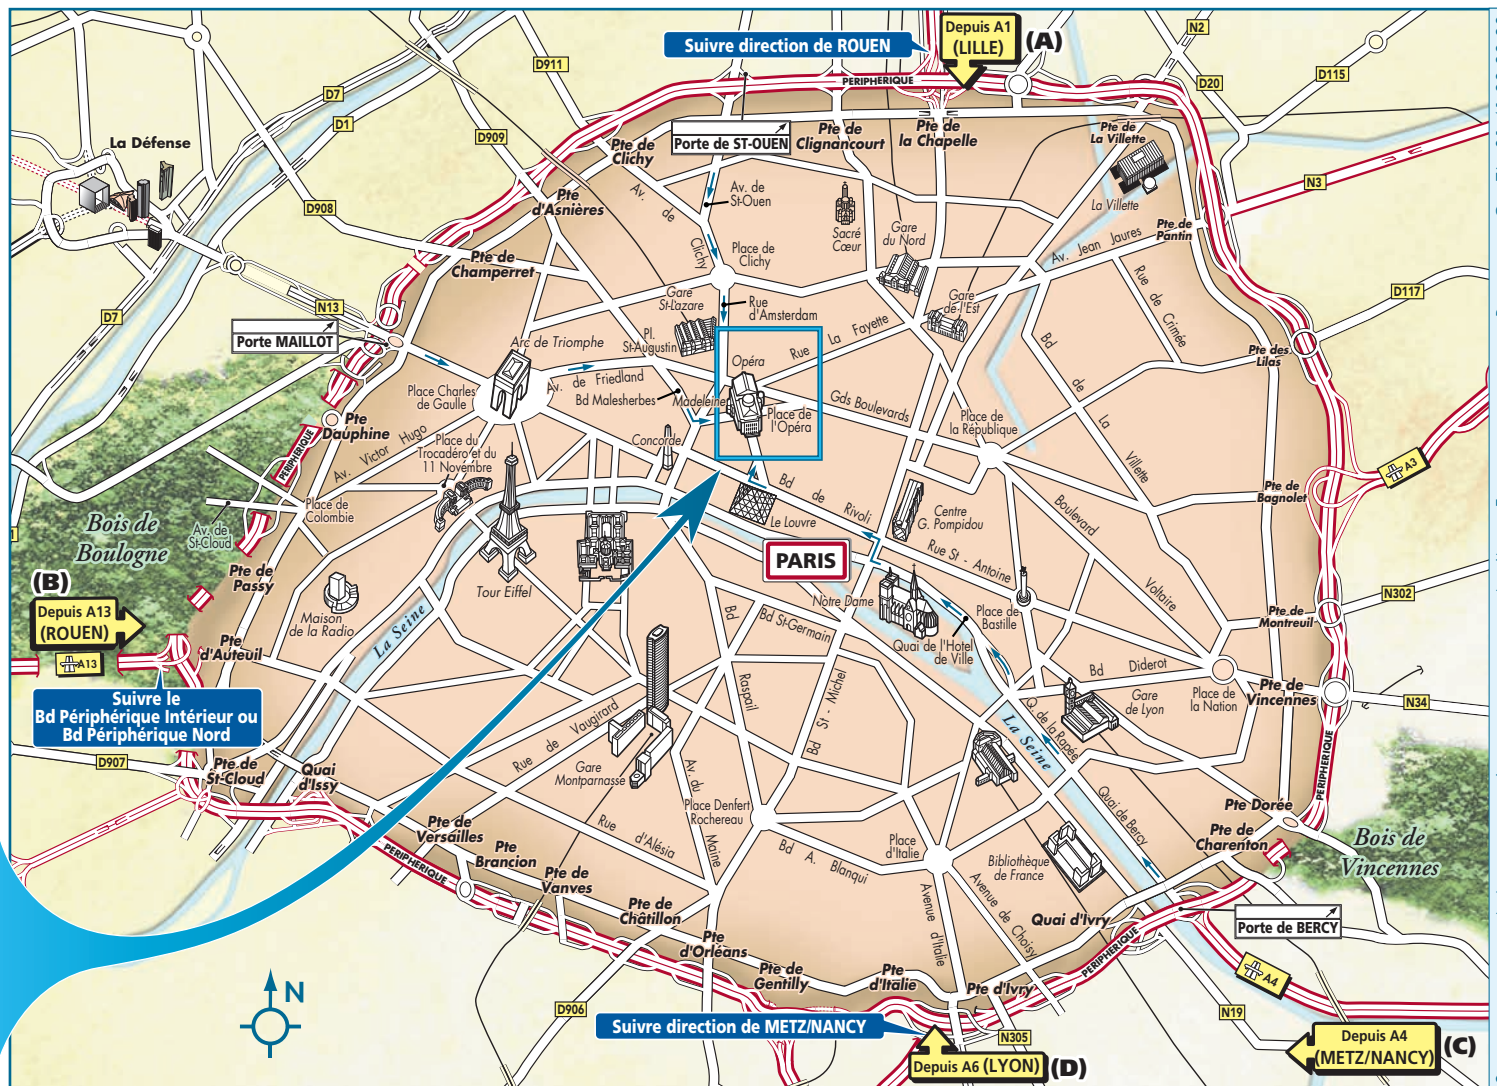 Depuis A1
(LILLE)
(A)
Suivre direction de ROUEN
N2
D911
D20
D115
D7
D1
D909
PERIPHERIQUE
La Défense
Porte de ST-OUEN
Pte de
Clichy
Pte de
Clignancourt
Pte de
la Chapelle
Pte de
La Villette
N3
D908
Pte
d'Asnières
Av. de
Clichy
Av. de
St-Ouen
Sacré
Cœur
La Villette
Pte de
Pantin
Gare
du Nord
Av. Jean Jaures
Pte de
Champerret
Place de
Clichy
Rue de Crimée
D117
N13
D7
Porte MAILLOT
Gare
St-Lazare
Rue
d'Amsterdam
Gare
de l'Est
Pl.
St-Augustin
Rue La Fayette
Arc de Triomphe
Opéra
Pte des
Lilas
Place Charles
de Gaulle
Av. de Friedland
Bd Malesherbes
Madeleine
Place de
l'Opéra
Gds Boulevards
Place de
la République
Bd de La Villette
Pte
Dauphine
PERIPHERIQUE
Av. Victor Hugo
Place du
Trocadéro et du
11 Novembre
Concorde
A3
Bois de
Boulogne
Place de
Colombie
Av. de
St-Cloud
Bd de Rivoli
Le Louvre
Centre
G. Pompidou
Boulevard Voltaire
Pte de
Bagnolet
PARIS
Rue St - Antoine
Pte de
Passy
Tour Eiffel
(B)
Depuis A13
(ROUEN)
Maison
de la Radio
La Seine
Notre Dame
Place de
Bastille
N302
Pte de
Montreuil
Bd St-Germain
Quai de l'Hotel
de Ville
Pte
d'Auteuil
A13
Bd Raspail
Bd St - Michel
Bd Diderot
Gare
de Lyon
Place de
la Nation
Pte de
Vincennes
N34
Suivre le
Bd Périphérique Intérieur ou
Bd Périphérique Nord
Rue de Vaugirard
La Seine
Q. de la Rapée
D907
Pte de
St-Cloud
Quai
d'Issy
Gare
Montparnasse
Av. du Maine
Place Denfert
Rochereau
Quai de Bercy
PERIPHERIQUE
Pte Dorée
Pte de
Charenton
Bois de
Vincennes
Pte de
Versailles
Rue d'Alésia
Bd A. Blanqui
Place
d'Italie
Bibliothèque
de France
PERIPHERIQUE
Pte
Brancion
Pte de
Vanves
Pte de
Châtillon
Avenue d'Italie
Avenue de Choisy
Quai d'Ivry
Porte de BERCY
PERIPHERIQUE
Pte
d'Orléans
Pte de
Gentilly
Pte
d'Italie
Pte d'Ivry
A4
N
D906
N19
Suivre direction de METZ/NANCY
N305
Depuis A4
(METZ/NANCY)
(C)
Depuis A6 (LYON)
(D)